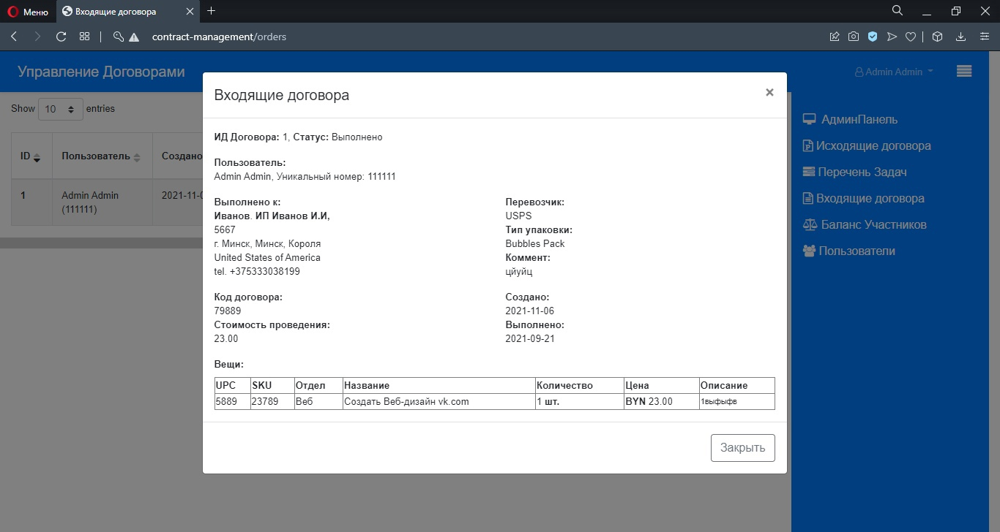 Меню
Входящие договора
contract-management/orders
Управление Договорами
Admin Admin
Show 10 entries
ID Пользователь Создано
1 Admin Admin (111111) 2021-11-0
Входящие договора
×
ИД Договора: 1, Статус: Выполнено
Пользователь:
Admin Admin, Уникальный номер: 111111
Выполнено к:
Иванов. ИП Иванов И.И,
5667
г. Минск, Минск, Короля
United States of America
tel. +375333038199
Перевозчик:
USPS
Тип упаковки:
Bubbles Pack
Коммент:
цйуйц
Код договора:
79889
Стоимость проведения:
23.00
Создано:
2021-11-06
Выполнено:
2021-09-21
Вещи:
UPC SKU Отдел Название Количество Цена Описание
5889 23789 Веб Создать Веб-дизайн vk.com 1 шт. BYN 23.00 1выфыфв
Закрыть
АдминПанель
Исходящие договора
Перечень Задач
Входящие договора
Баланс Участников
Пользователи